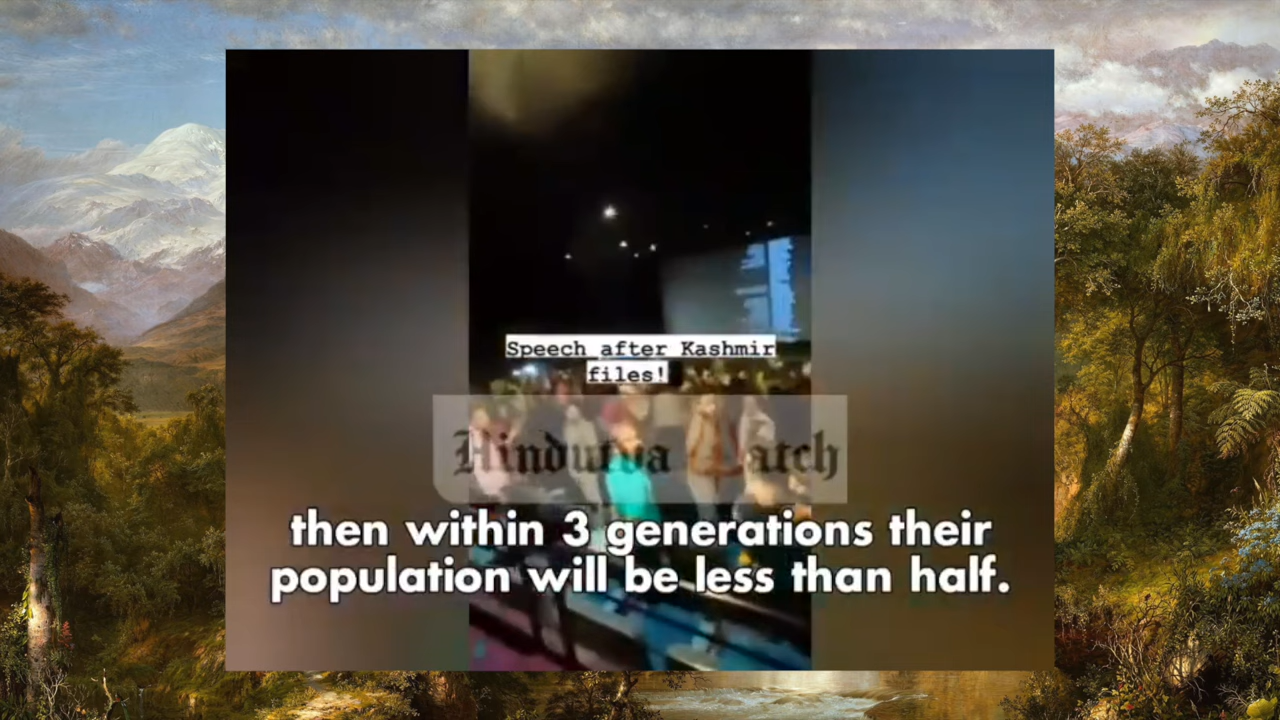 Speech after Kashmir
files!
Hindutva Watch
then within 3 generations their
population will be less than half.